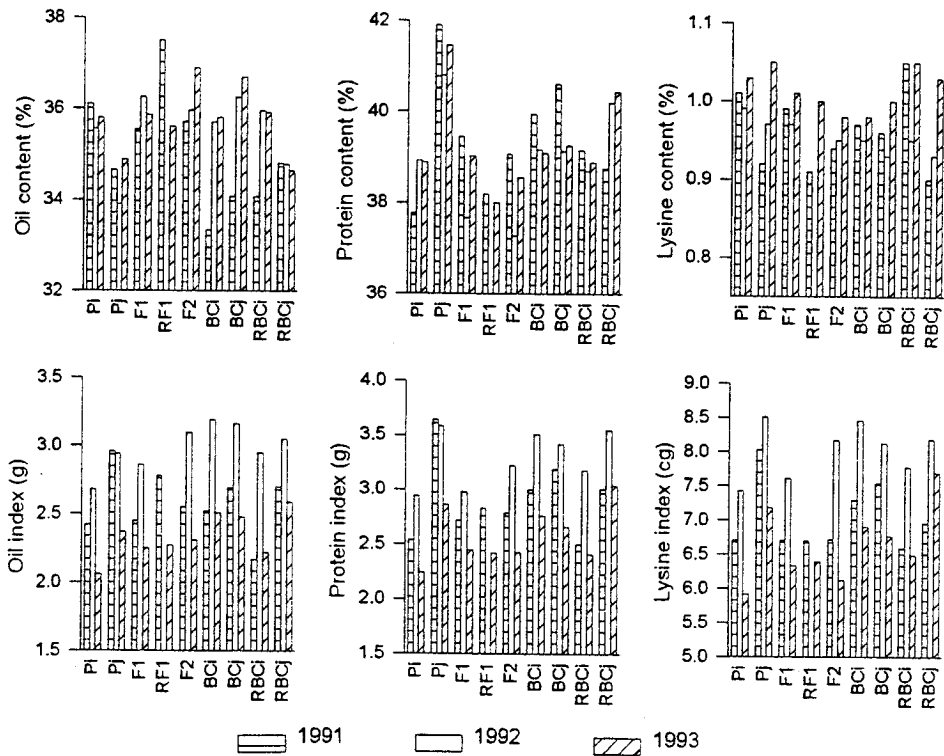 Oil content (%)
38
36
34
32
Pi
Pj
F1
RF1
F2
BCi
BCj
RBCi
RBCj
Protein content (%)
42
40
38
36
Pi
Pj
F1
RF1
F2
BCi
BCj
RBCi
RBCj
Lysine content (%)
1.1
1.0
0.9
0.8
Pi
Pj
F1
RF1
F2
BCi
BCj
RBCi
RBCj
Oil index (g)
3.5
3.0
2.5
2.0
1.5
Pi
Pj
F1
RF1
F2
BCi
BCj
RBCi
RBCj
Protein index (g)
4.0
3.5
3.0
2.5
2.0
1.5
Pi
Pj
F1
RF1
F2
BCi
BCj
RBCi
RBCj
Lysine index (cg)
9.0
8.5
8.0
7.5
7.0
6.5
6.0
5.5
5.0
Pi
Pj
F1
RF1
F2
BCi
BCj
RBCi
RBCj
1991
1992
1993